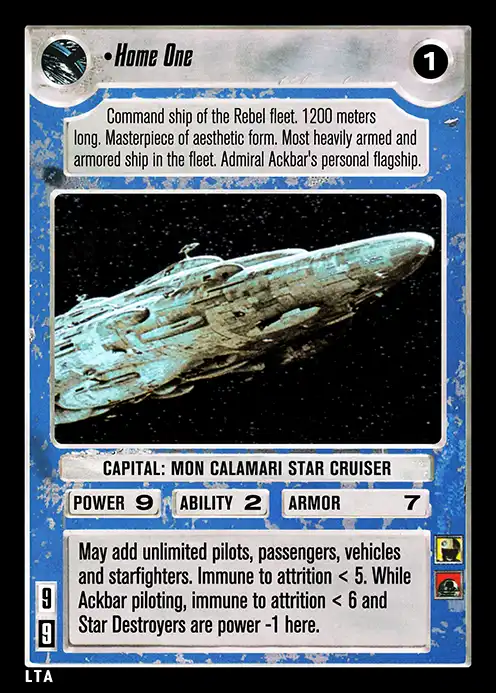 •Home One
1
Command ship of the Rebel fleet. 1200 meters
long. Masterpiece of aesthetic form. Most heavily armed and
armored ship in the fleet. Admiral Ackbar's personal flagship.
CAPITAL: MON CALAMARI STAR CRUISER
POWER 9 ABILITY 2 ARMOR 7
May add unlimited pilots, passengers, vehicles
and starfighters. Immune to attrition < 5. While
Ackbar piloting, immune to attrition < 6 and
Star Destroyers are power -1 here.
9
9
LTA